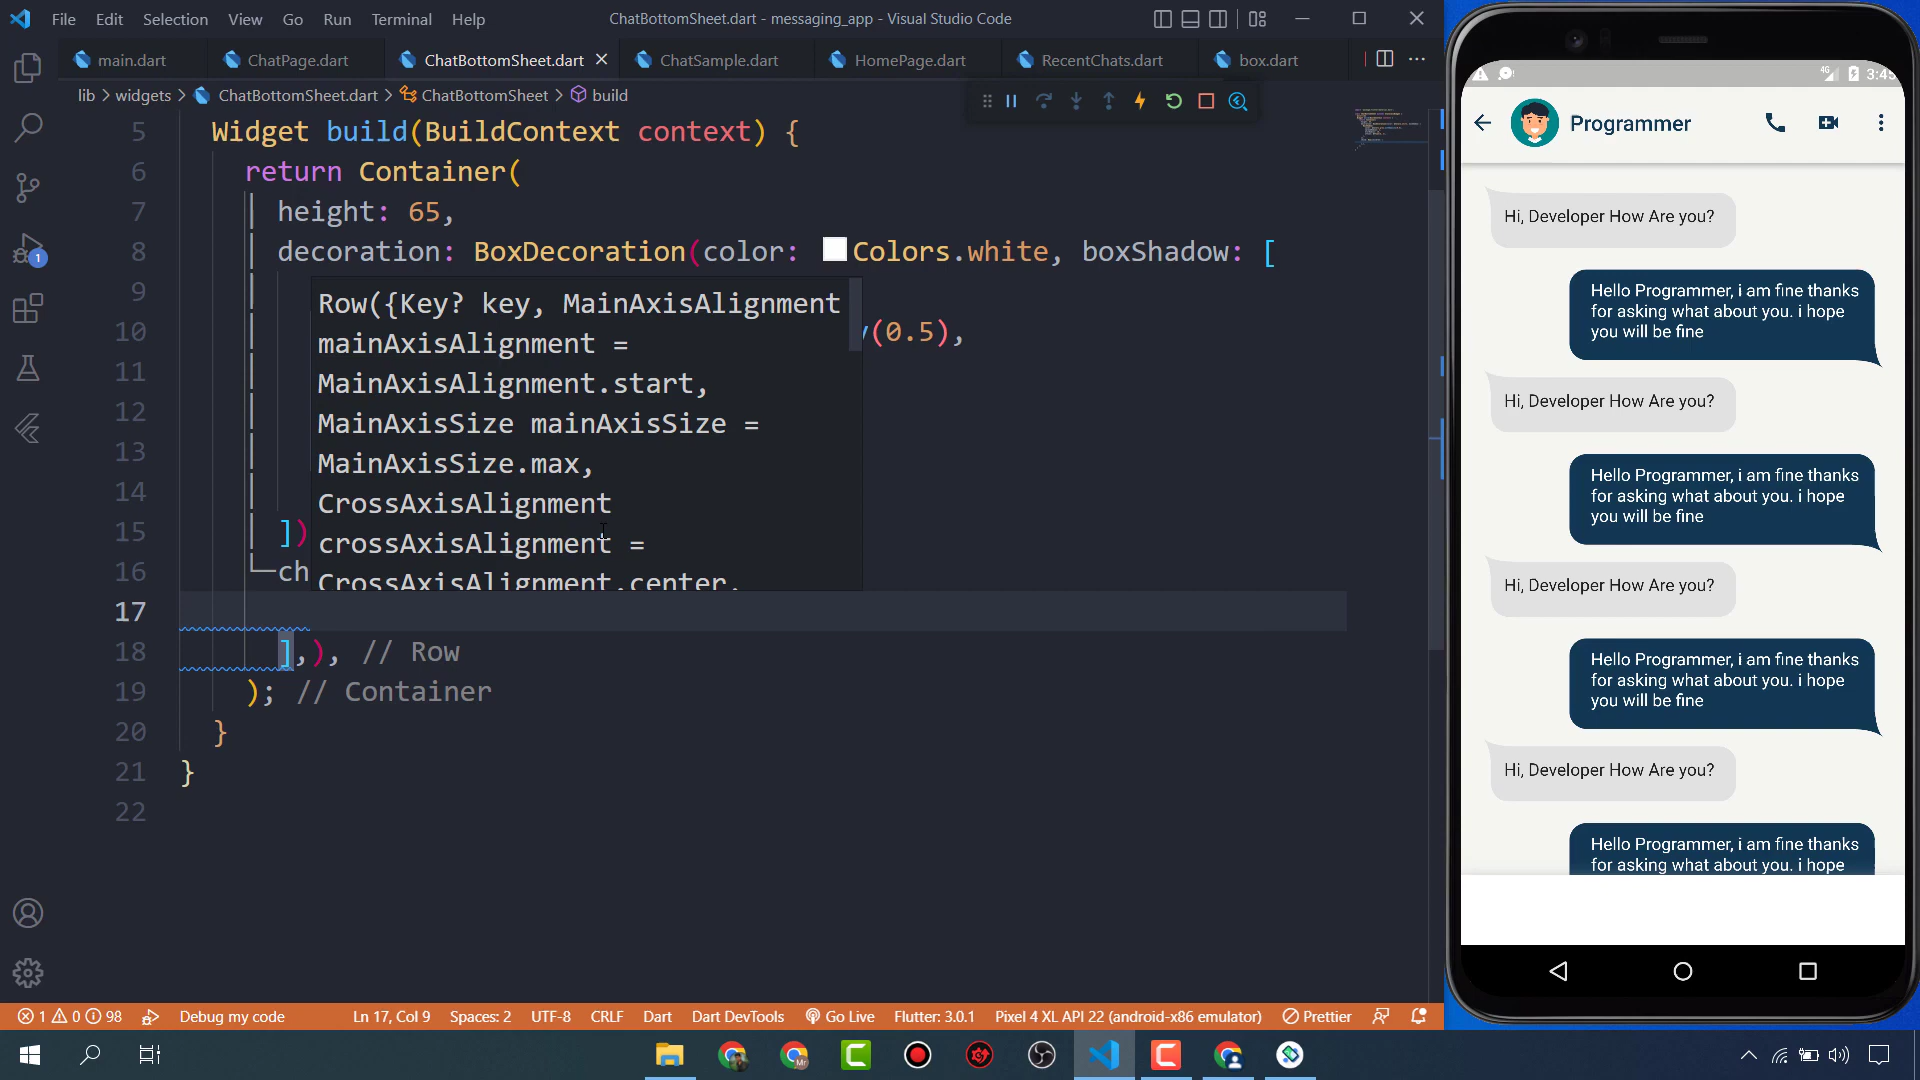 File Edit Selection View Go Run Terminal Help
ChatBottomSheet.dart - messaging_app - Visual Studio Code
main.dart
ChatPage.dart
ChatBottomSheet.dart
ChatSample.dart
HomePage.dart
RecentChats.dart
box.dart
lib > widgets > ChatBottomSheet.dart > ChatBottomSheet > build
5 Widget build(BuildContext context) {
6 return Container(
7 height: 65,
8 decoration: BoxDecoration(color: Colors.white, boxShadow: [
9
10 (0.5),
11
12
13
14
15 ])
16 ch
17
18 ],), // Row
19 ); // Container
20 }
21 }
22
Row({Key? key, MainAxisAlignment
mainAxisAlignment =
MainAxisAlignment.start,
MainAxisSize mainAxisSize =
MainAxisSize.max,
CrossAxisAlignment
crossAxisAlignment =
CrossAxisAlignment.center,
1
1 0 98
Debug my code
Ln 17, Col 9
Spaces: 2
UTF-8
CRLF
Dart
Dart DevTools
Go Live
Flutter: 3.0.1
Pixel 4 XL API 22 (android-x86 emulator)
Prettier
4G
3:45
Programmer
Hi, Developer How Are you?
Hello Programmer, i am fine thanks
for asking what about you. i hope
you will be fine
Hi, Developer How Are you?
Hello Programmer, i am fine thanks
for asking what about you. i hope
you will be fine
Hi, Developer How Are you?
Hello Programmer, i am fine thanks
for asking what about you. i hope
you will be fine
Hi, Developer How Are you?
Hello Programmer, i am fine thanks
for asking what about you. i hope